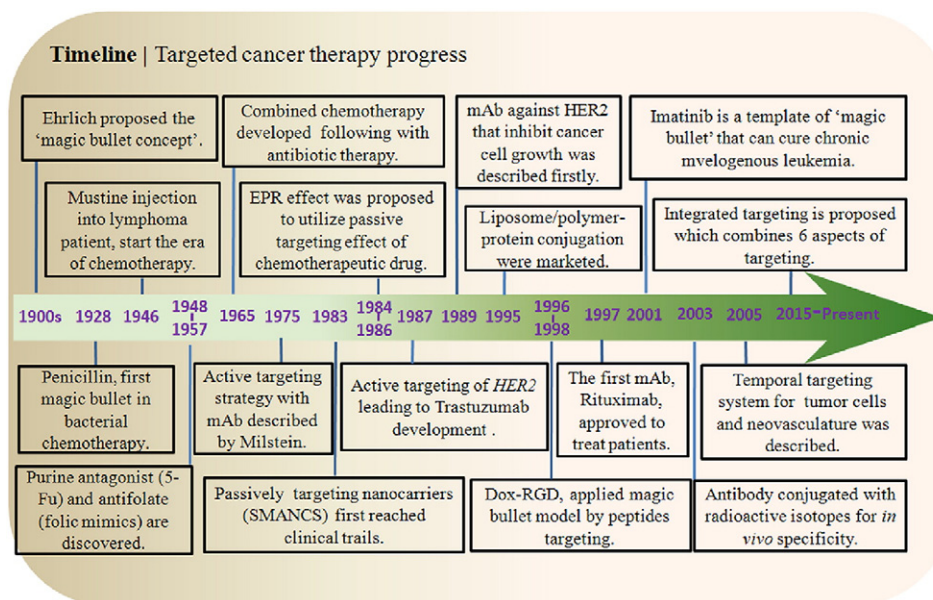 Timeline | Targeted cancer therapy progress
Ehrlich proposed the
‘magic bullet concept’.
Combined chemotherapy
developed following with
antibiotic therapy.
mAb against HER2
that inhibit cancer
cell growth was
described firstly.
Imatinib is a template of ‘magic
bullet’ that can cure chronic
mvelogenous leukemia.
Mustine injection
into lymphoma
patient, start the era
of chemotherapy.
EPR effect was proposed
to utilize passive
targeting effect of
chemotherapeutic drug.
Liposome/polymer-
protein conjugation
were marketed.
Integrated targeting is proposed
which combines 6 aspects of
targeting.
1900s 1928 1946 1948-1957 1965 1975 1983 1984-1986 1987 1989 1995 1996-1998 1997 2001 2003 2005 2015-Present
Penicillin, first
magic bullet in
bacterial
chemotherapy.
Active targeting
strategy with
mAb described
by Milstein.
Active targeting of HER2
leading to Trastuzumab
development .
The first mAb,
Rituximab,
approved to
treat patients.
Temporal targeting
system for tumor cells
and neovasculature was
described.
Purine antagonist (5-
Fu) and antifolate
(folic mimics) are
discovered.
Passively targeting nanocarriers
(SMANCS) first reached
clinical trails.
Dox-RGD, applied magic
bullet model by peptides
targeting.
Antibody conjugated with
radioactive isotopes for in
vivo specificity.